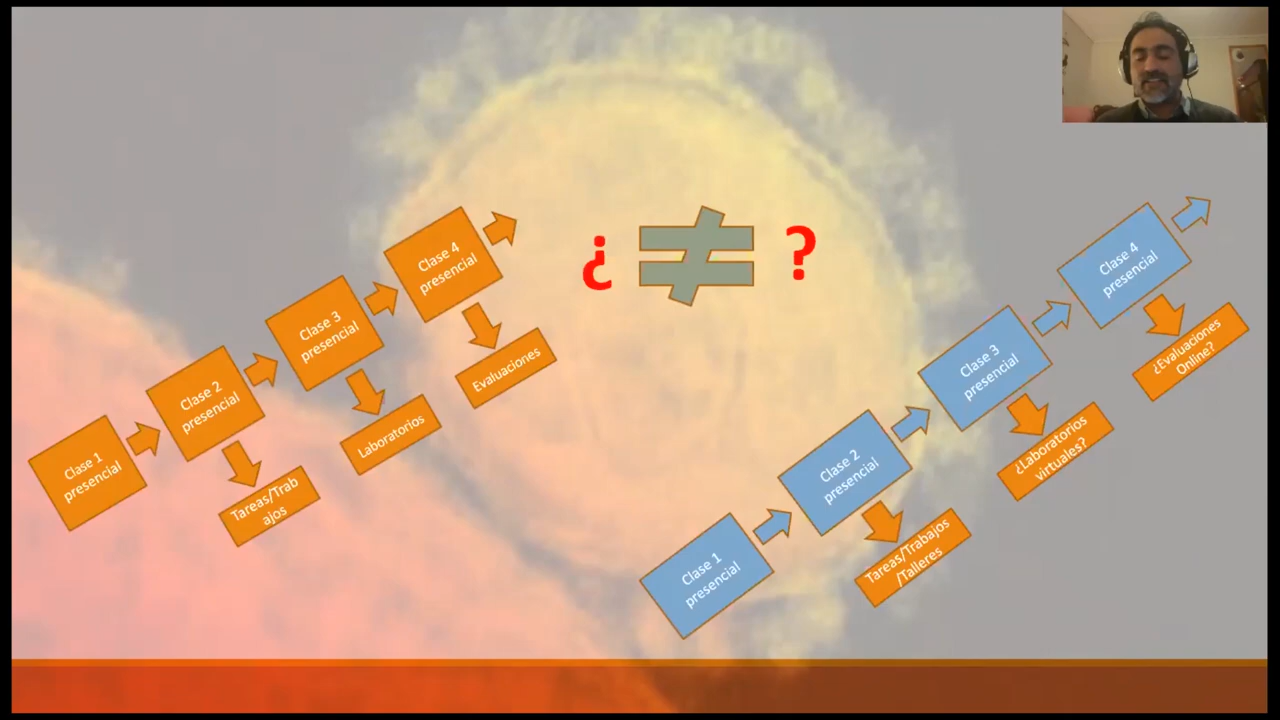 Clase 1
presencial
Clase 2
presencial
Tareas/Trab
ajos
Clase 3
presencial
Laboratorios
Clase 4
presencial
Evaluaciones
¿ ≠ ?
Clase 1
presencial
Clase 2
presencial
Tareas/Trabajos
/Talleres
Clase 3
presencial
¿Laboratorios
virtuales?
Clase 4
presencial
¿Evaluaciones
Online?